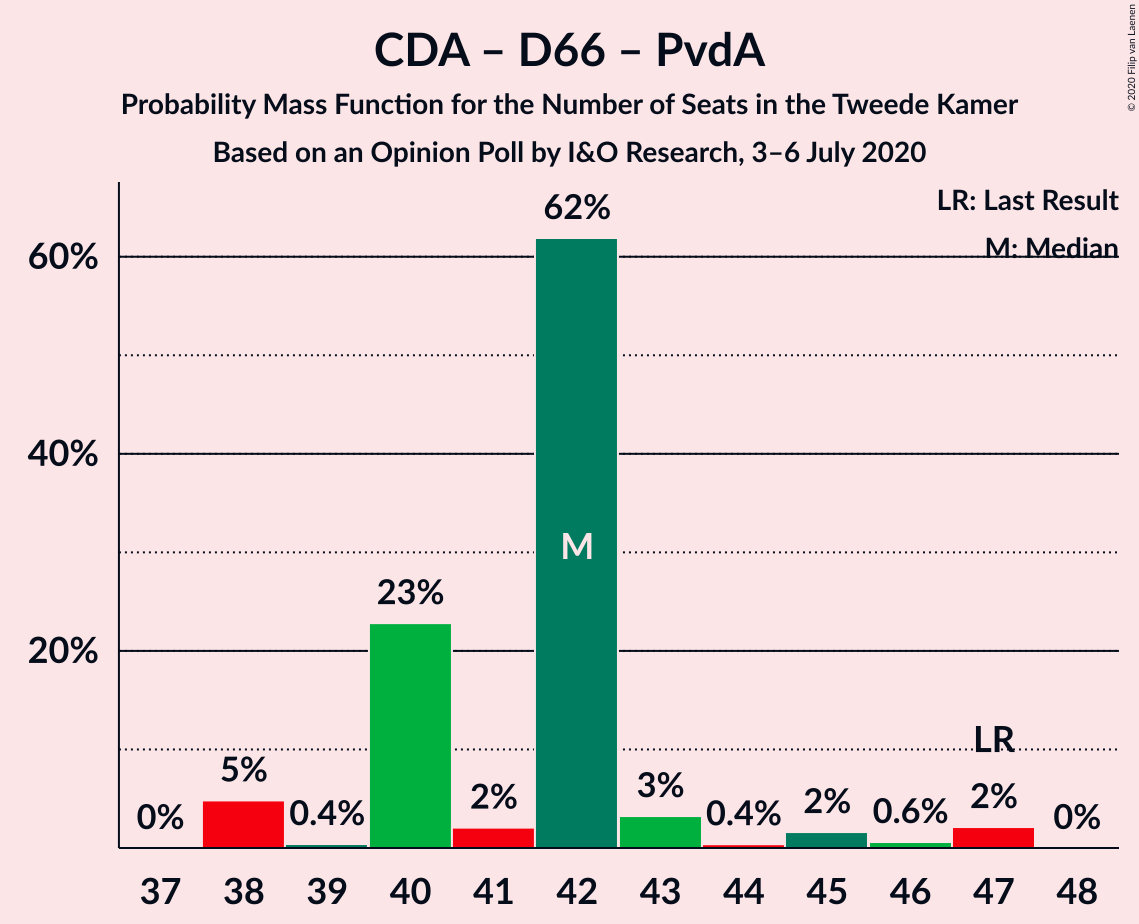 CDA – D66 – PvdA
Probability Mass Function for the Number of Seats in the Tweede Kamer
Based on an Opinion Poll by I&O Research, 3–6 July 2020
© 2020 Filip van Laenen
LR: Last Result
M: Median
60%
40%
20%
0%
5%
0.4%
23%
2%
62%
M
3%
0.4%
2%
0.6%
LR
2%
0%
37 38 39 40 41 42 43 44 45 46 47 48